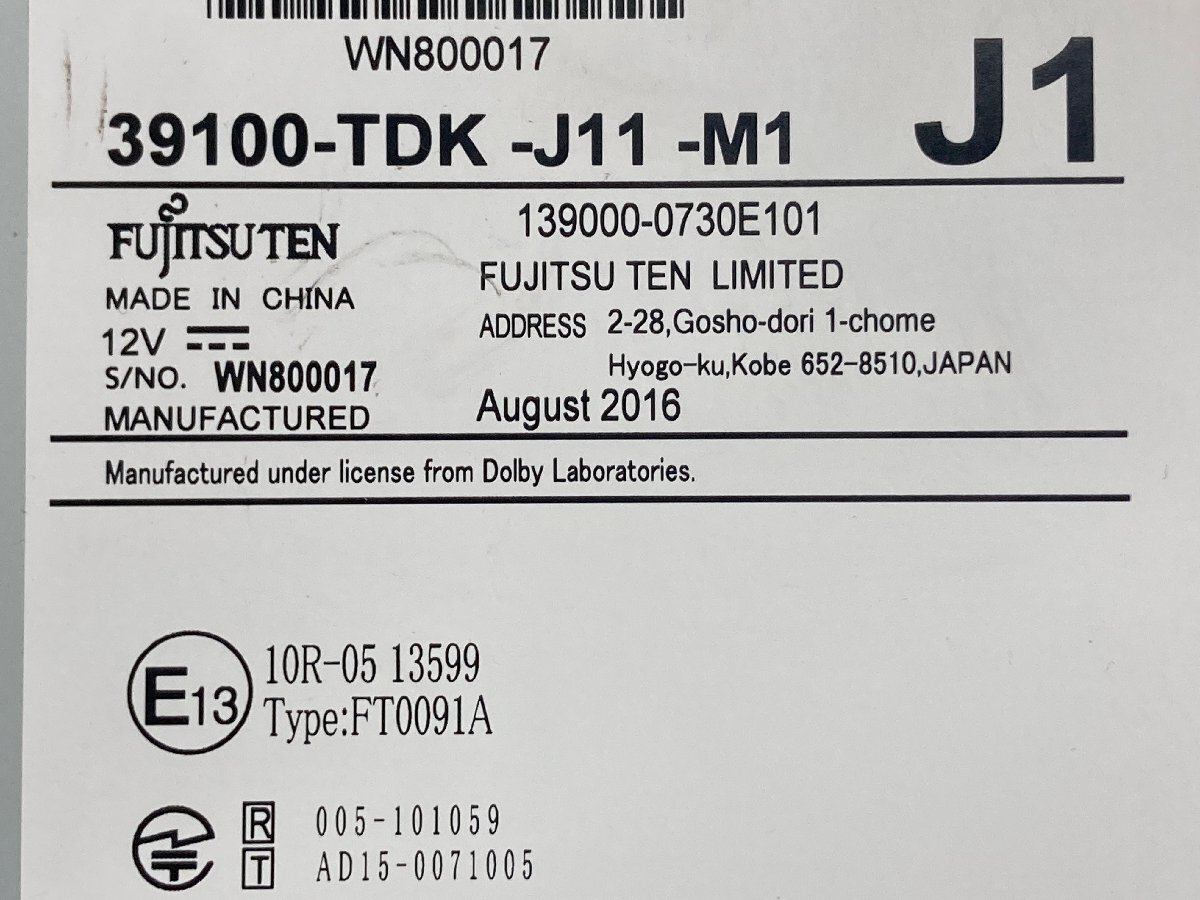 WN800017
39100-TDK -J11 -M1
J1
FUJITSU TEN
139000-0730E101
FUJITSU TEN LIMITED
MADE IN CHINA
ADDRESS 2-28,Gosho-dori 1-chome
12V
Hyogo-ku,Kobe 652-8510,JAPAN
S/NO. WN800017
MANUFACTURED August 2016
Manufactured under license from Dolby Laboratories.
E13
10R-05 13599
Type:FT0091A
R 005-101059
T AD15-0071005